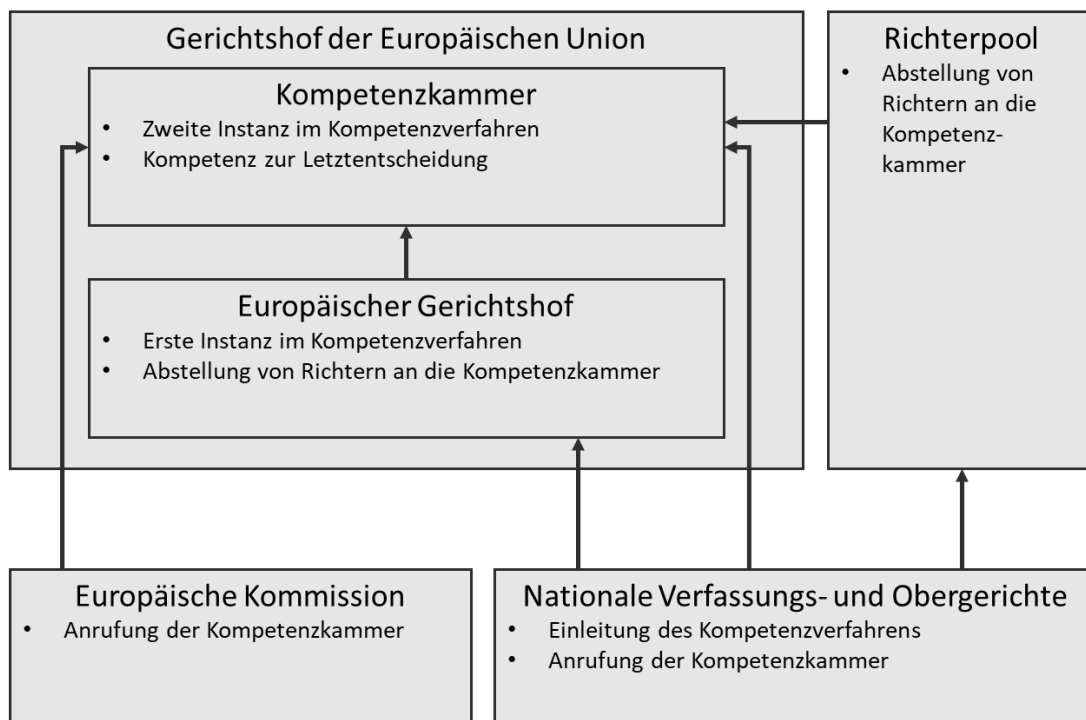 Gerichtshof der Europäischen Union
Kompetenzkammer
• Zweite Instanz im Kompetenzverfahren
• Kompetenz zur Letztentscheidung
Europäischer Gerichtshof
• Erste Instanz im Kompetenzverfahren
• Abstellung von Richtern an die Kompetenzkammer
Richterpool
• Abstellung von
Richtern an die
Kompetenz-
kammer
Europäische Kommission
• Anrufung der Kompetenzkammer
Nationale Verfassungs- und Obergerichte
• Einleitung des Kompetenzverfahrens
• Anrufung der Kompetenzkammer